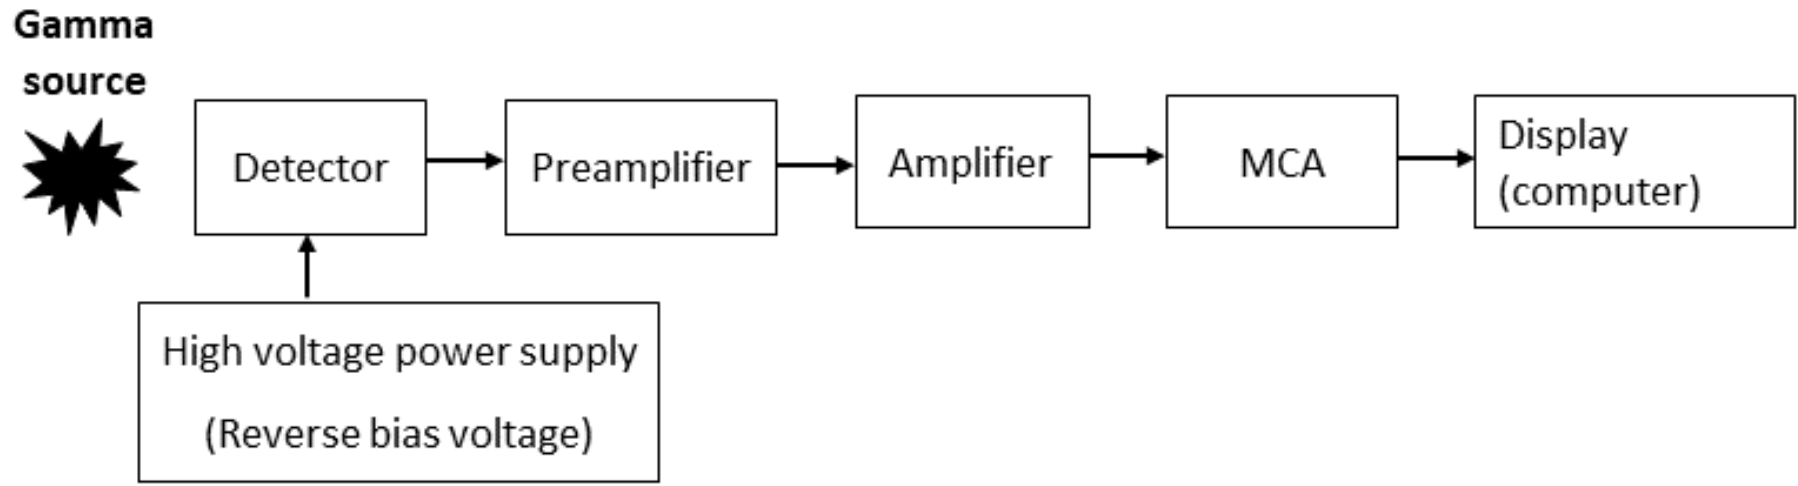 Gamma
source
Detector
Preamplifier
Amplifier
MCA
Display
(computer)
High voltage power supply
(Reverse bias voltage)